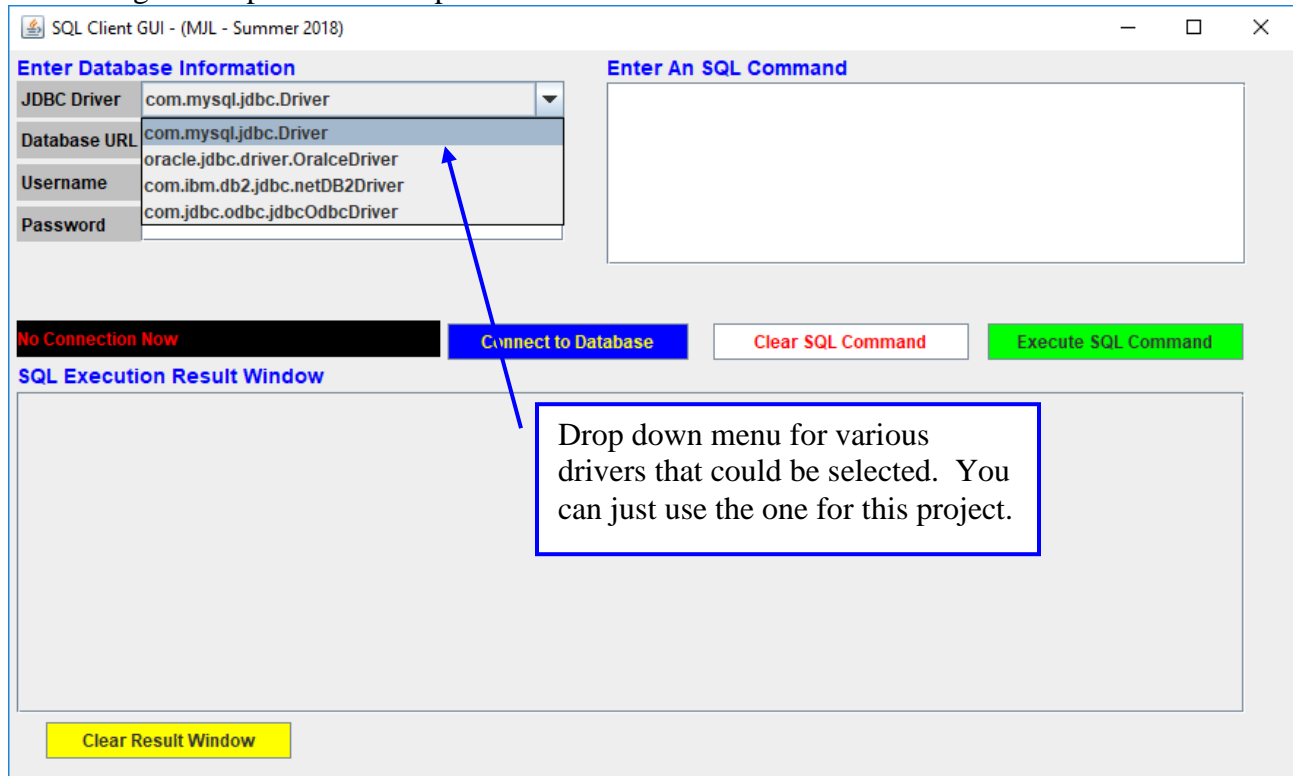 SQL Client GUI - (MJL - Summer 2018)
Enter Database Information
Enter An SQL Command
JDBC Driver
com.mysql.jdbc.Driver
Database URL
com.mysql.jdbc.Driver
oracle.jdbc.driver.OralceDriver
Username
com.ibm.db2.jdbc.netDB2Driver
com.jdbc.odbc.jdbcOdbcDriver
Password
No Connection Now
Connect to Database
Clear SQL Command
Execute SQL Command
SQL Execution Result Window
Drop down menu for various
drivers that could be selected. You
can just use the one for this project.
Clear Result Window